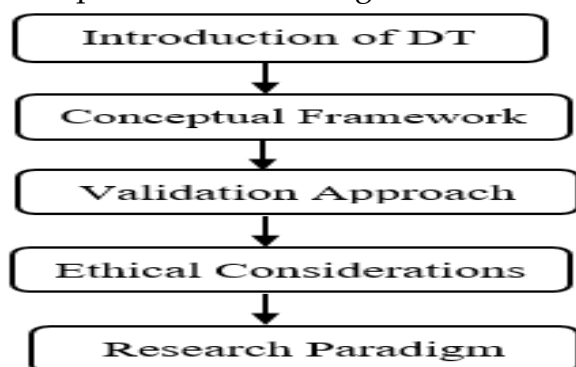 Introduction of DT
Conceptual Framework
Validation Approach
Ethical Considerations
Research Paradigm